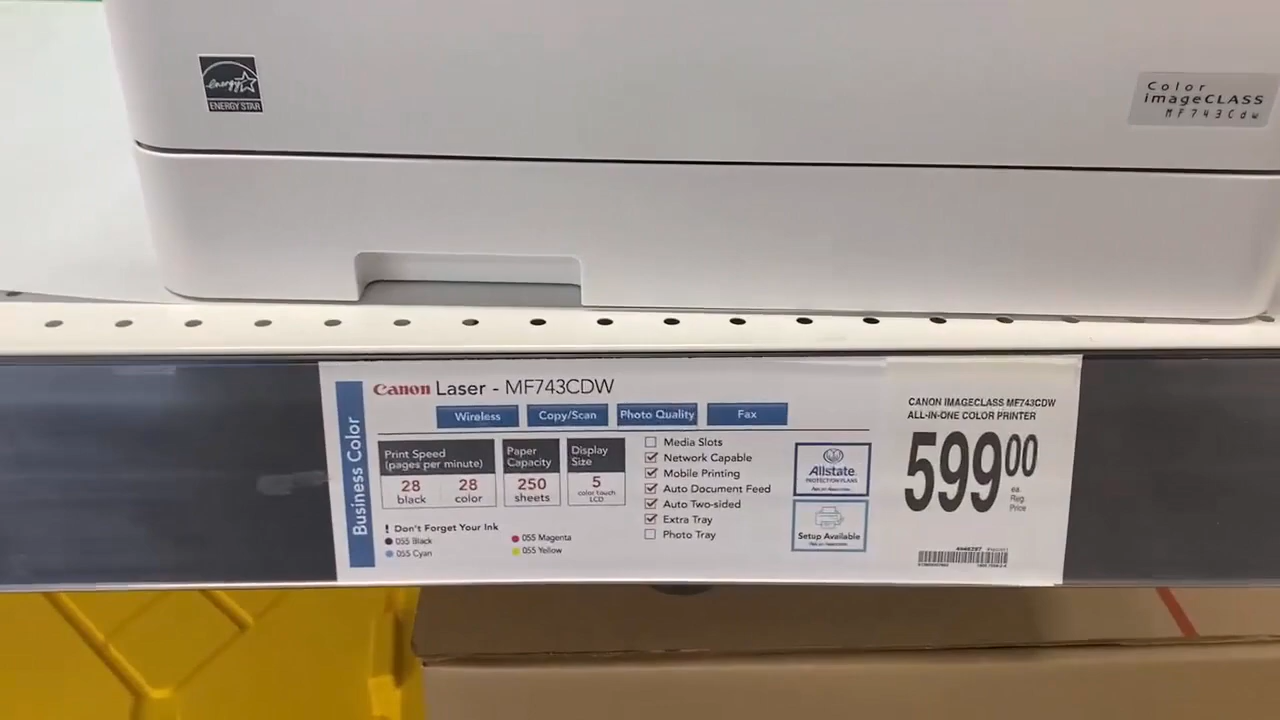 energy
ENERGY STAR
Color
imageCLASS
MF743Cdw
Business Color
Canon Laser - MF743CDW
Wireless
Copy/Scan
Photo Quality
Fax
Print Speed
(pages per minute)
28
black
28
color
Paper
Capacity
250
sheets
Display
Size
5
color touch
LCD
! Don't Forget Your Ink
055 Black
055 Cyan
055 Magenta
055 Yellow
Media Slots
Network Capable
Mobile Printing
Auto Document Feed
Auto Two-sided
Extra Tray
Photo Tray
Allstate
PROTECTION PLANS
Setup Available
CANON IMAGECLASS MF743CDW
ALL-IN-ONE COLOR PRINTER
59900
ea.
Reg.
Price